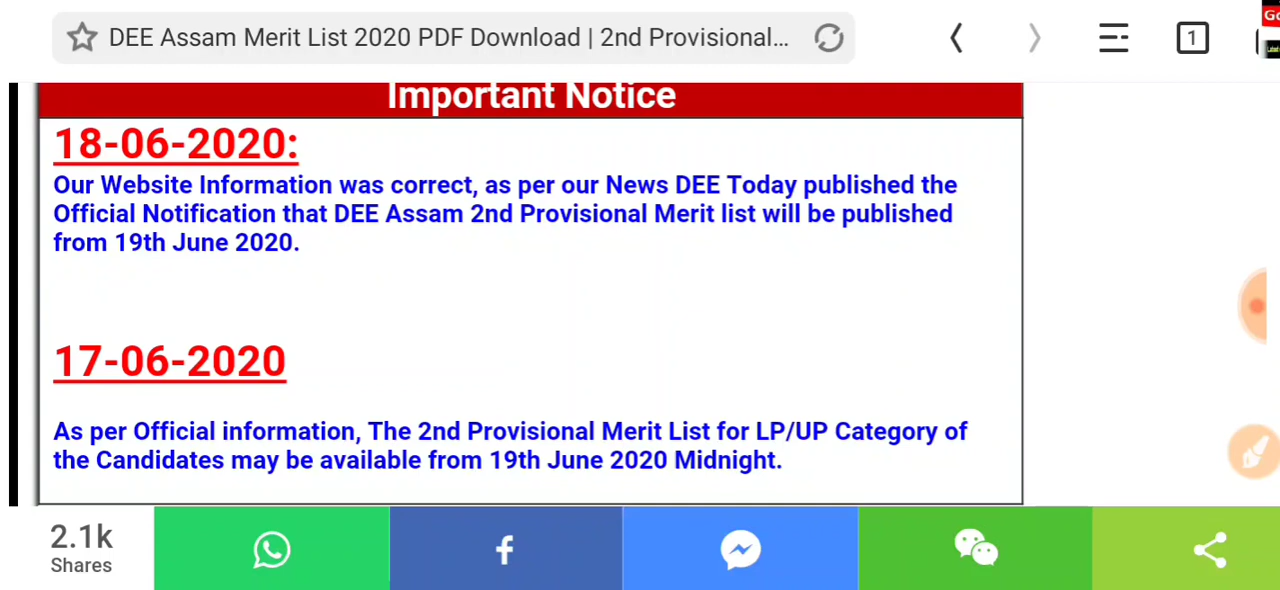 DEE Assam Merit List 2020 PDF Download | 2nd Provisional...
1
Important Notice
18-06-2020:
Our Website Information was correct, as per our News DEE Today published the
Official Notification that DEE Assam 2nd Provisional Merit list will be published
from 19th June 2020.
17-06-2020
As per Official information, The 2nd Provisional Merit List for LP/UP Category of
the Candidates may be available from 19th June 2020 Midnight.
2.1k
Shares